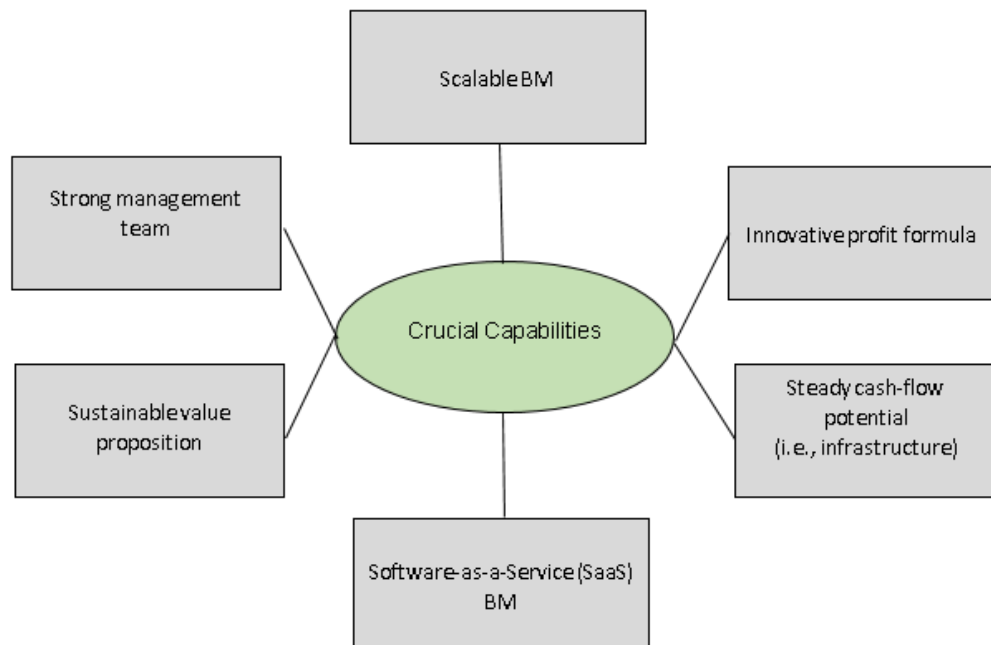 Scalable BM
Strong management
team
Innovative profit formula
Crucial Capabilities
Sustainable value
proposition
Steady cash-flow
potential
(i.e., infrastructure)
Software-as-a-Service (SaaS)
BM